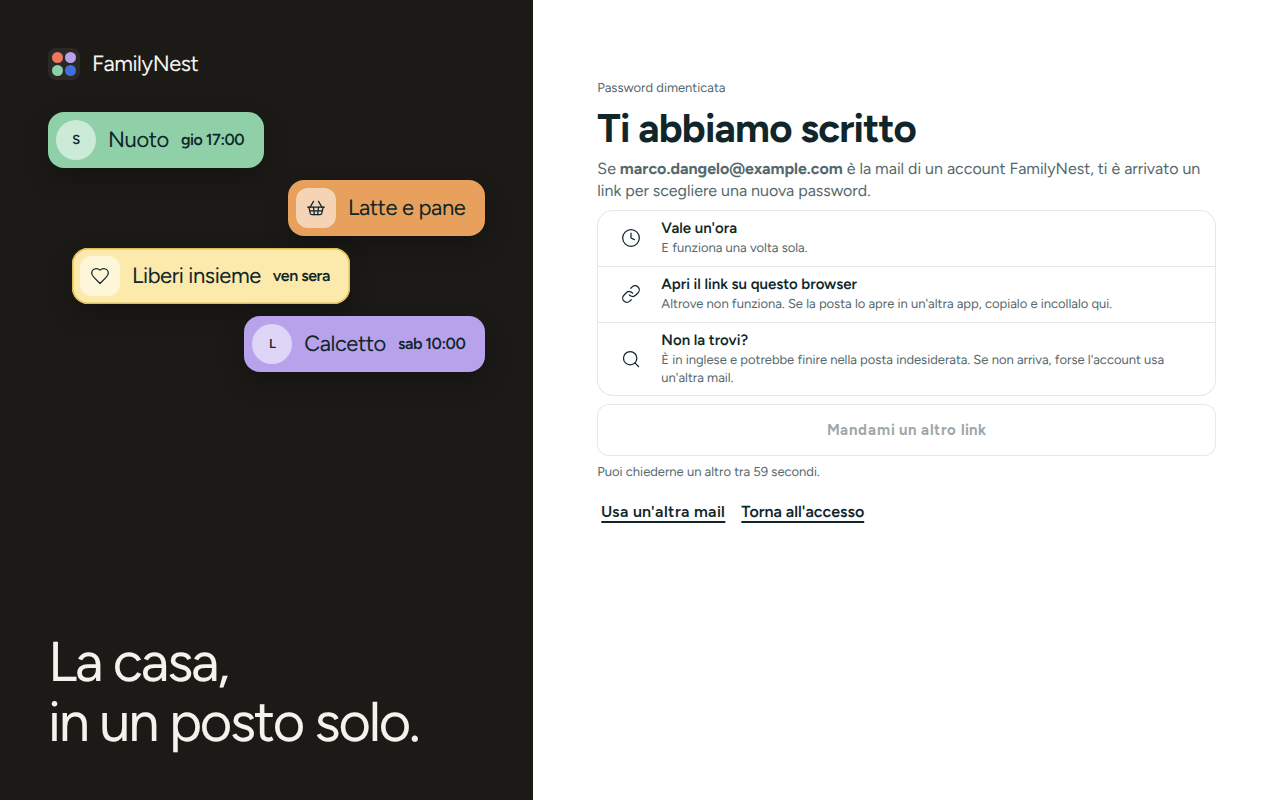 FamilyNest
S
Nuoto gio 17:00
Latte e pane
Liberi insieme ven sera
L
Calcetto sab 10:00
La casa,
in un posto solo.
Password dimenticata
Ti abbiamo scritto
Se marco.dangelo@example.com è la mail di un account FamilyNest, ti è arrivato un
link per scegliere una nuova password.
Vale un'ora
E funziona una volta sola.
Apri il link su questo browser
Altrove non funziona. Se la posta lo apre in un'altra app, copialo e incollalo qui.
Non la trovi?
È in inglese e potrebbe finire nella posta indesiderata. Se non arriva, forse l'account usa
un'altra mail.
Mandami un altro link
Puoi chiederne un altro tra 59 secondi.
Usa un'altra mail Torna all'accesso